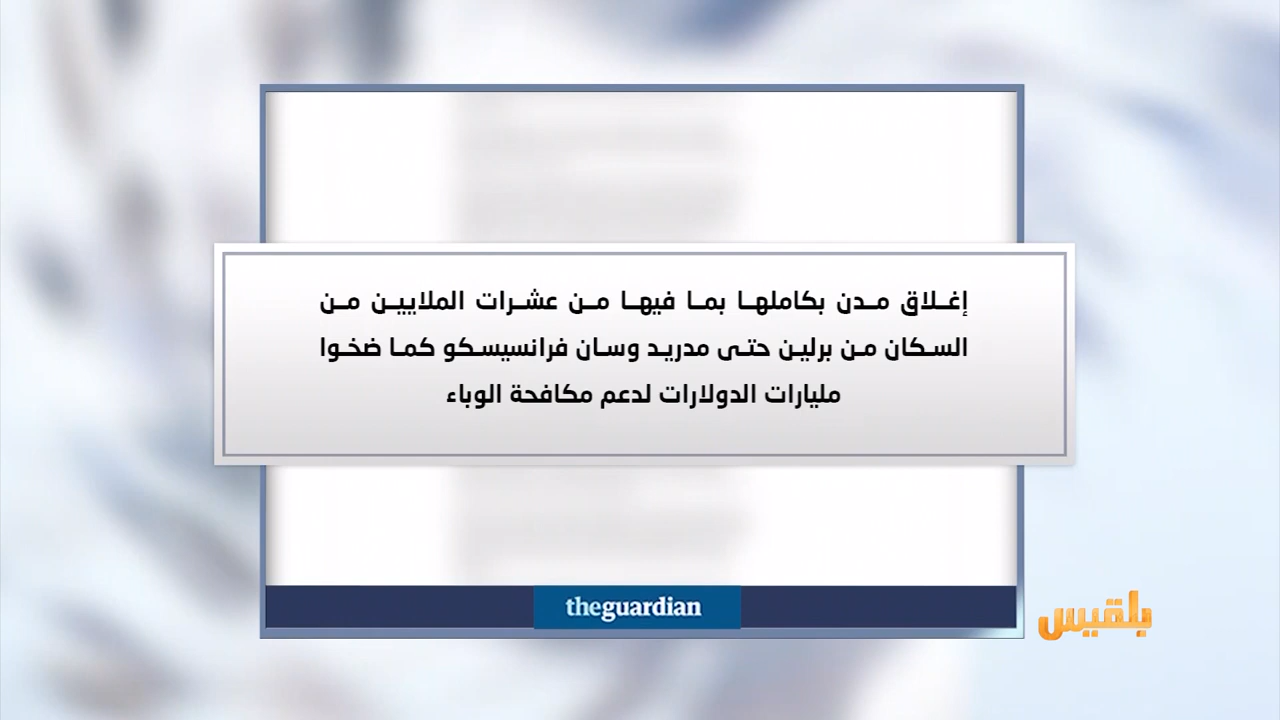 إغلاق مدن بكاملها بما فيها من عشرات الملايين من
السكان من برلين حتى مدريد وسان فرانسيسكو كما ضخوا
مليارات الدولارات لدعم مكافحة الوباء
theguardian
بلقيس